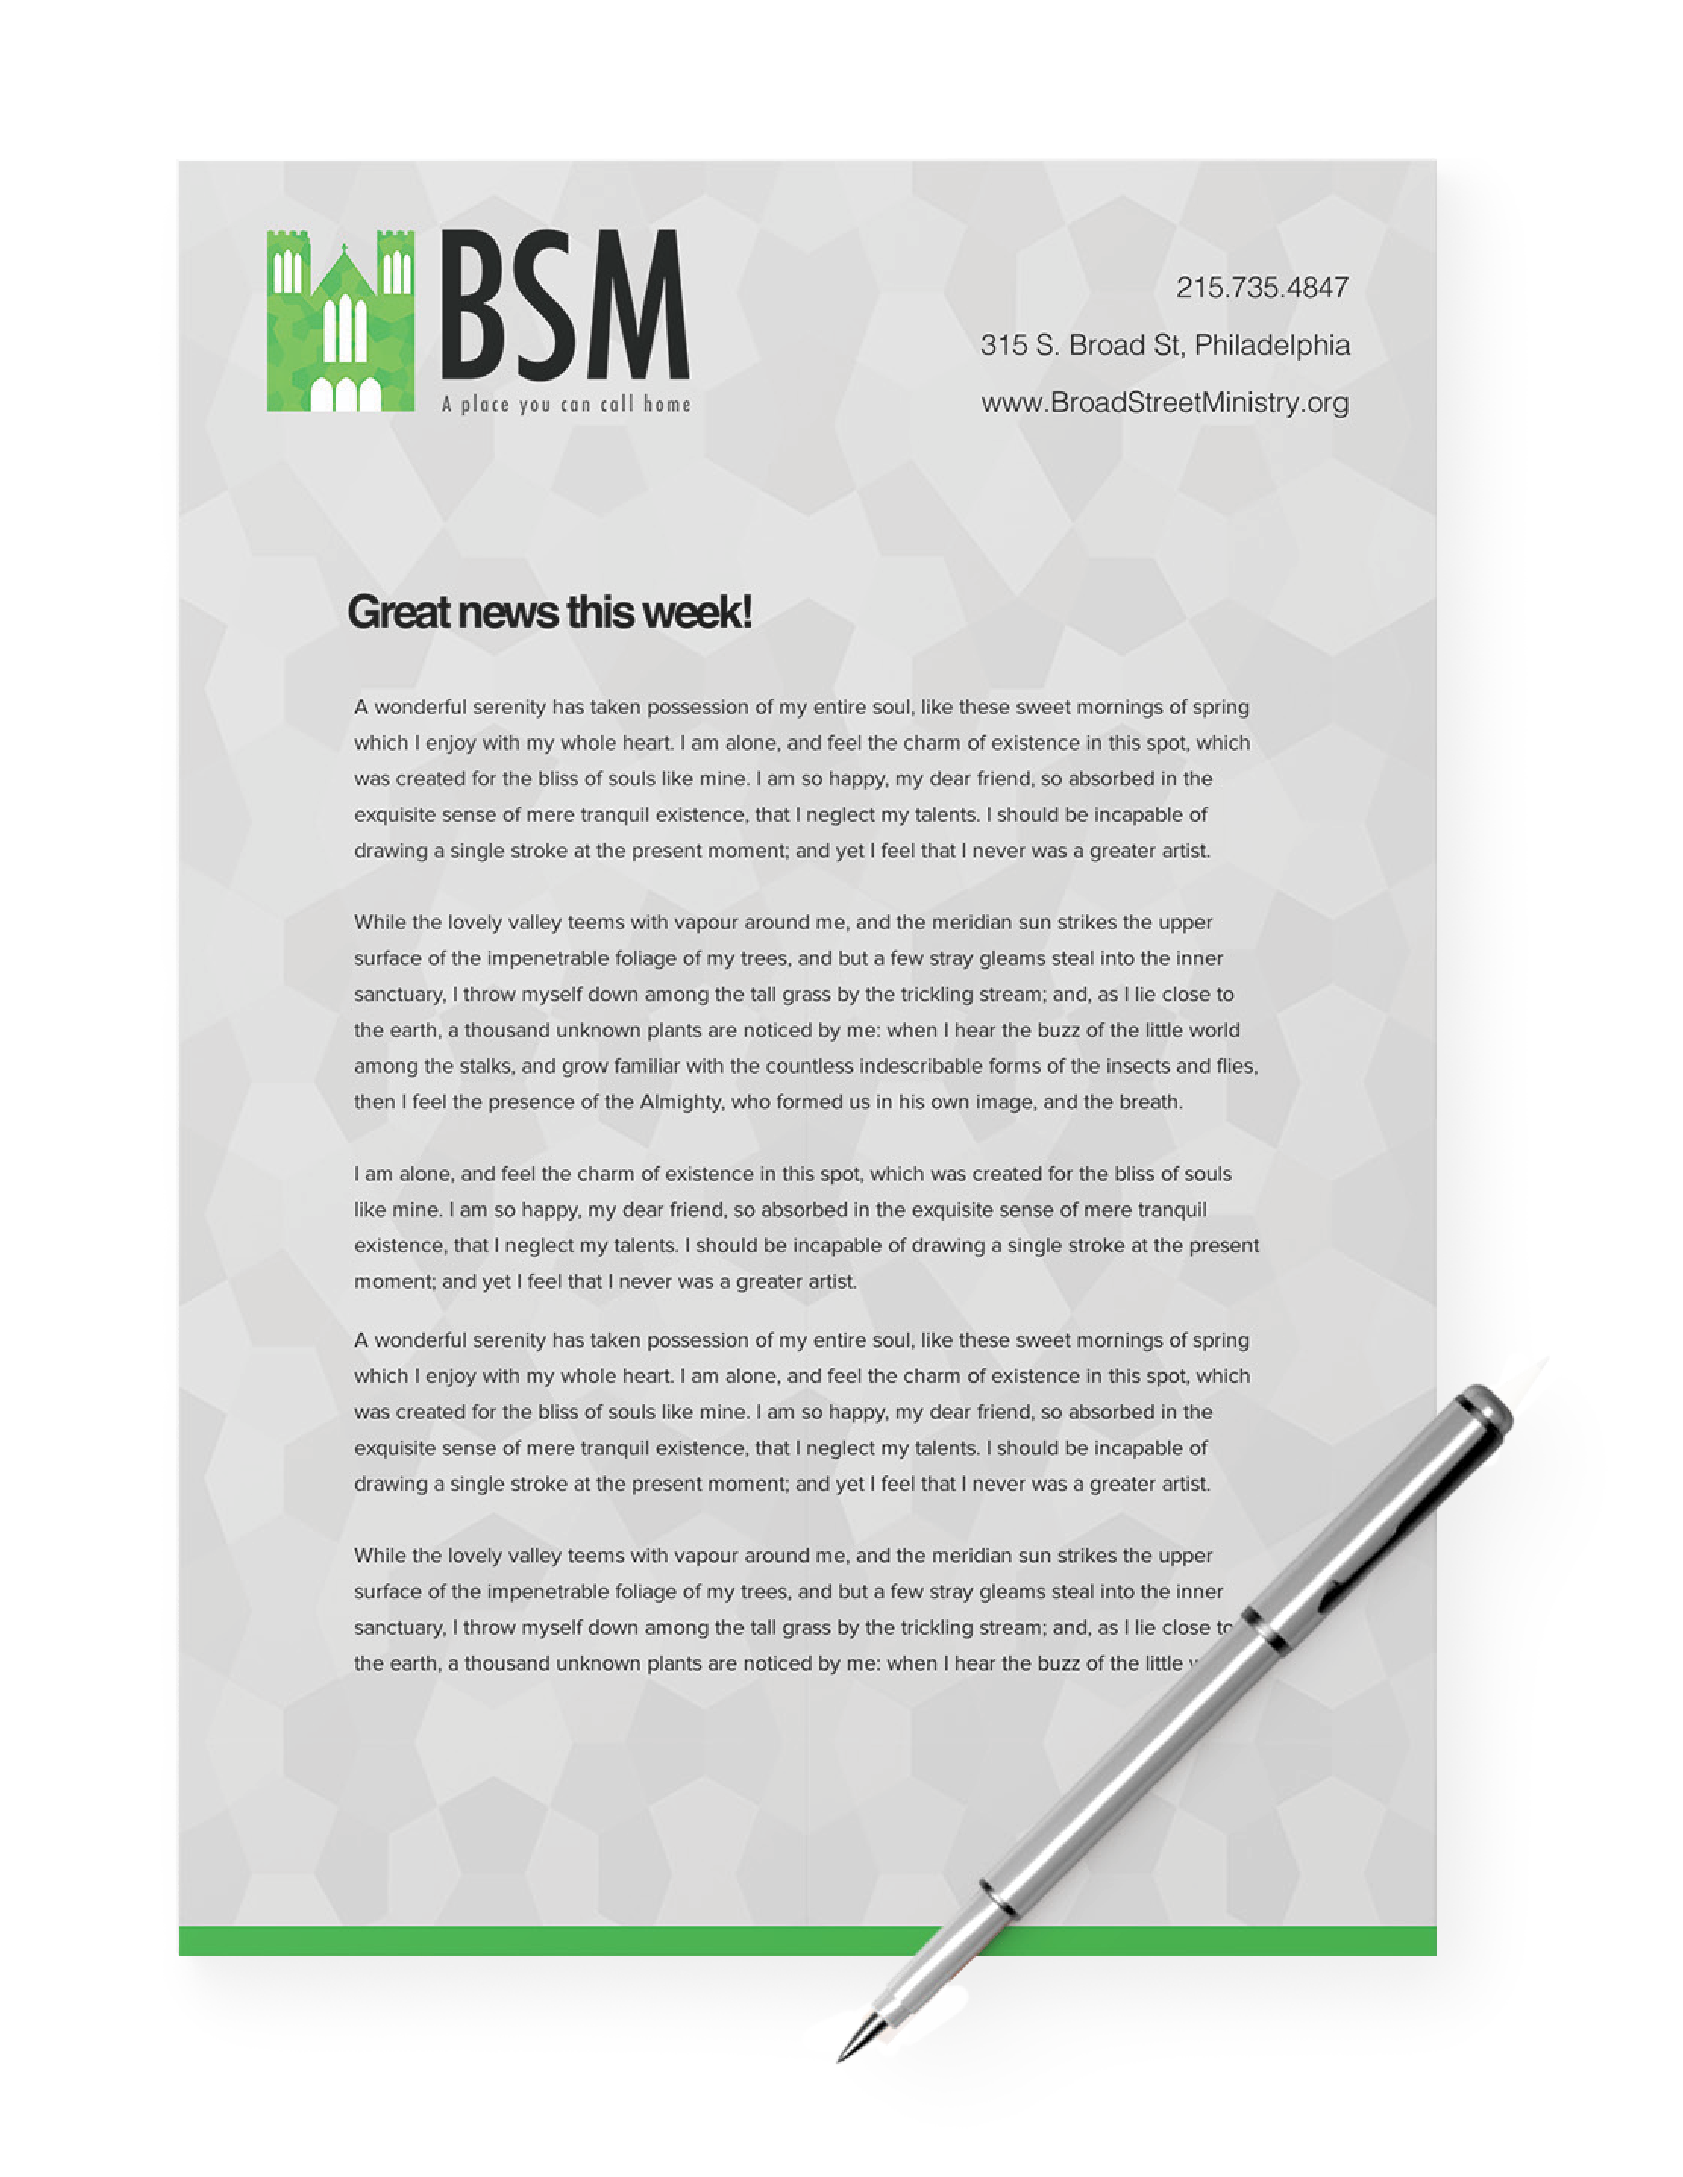 BSM
A place you can call home
215.735.4847
315 S. Broad St, Philadelphia
www.BroadStreetMinistry.org
Great news this week!
A wonderful serenity has taken possession of my entire soul, like these sweet mornings of spring
which I enjoy with my whole heart. I am alone, and feel the charm of existence in this spot, which
was created for the bliss of souls like mine. I am so happy, my dear friend, so absorbed in the
exquisite sense of mere tranquil existence, that I neglect my talents. I should be incapable of
drawing a single stroke at the present moment; and yet I feel that I never was a greater artist.
While the lovely valley teems with vapour around me, and the meridian sun strikes the upper
surface of the impenetrable foliage of my trees, and but a few stray gleams steal into the inner
sanctuary, I throw myself down among the tall grass by the trickling stream; and, as I lie close to
the earth, a thousand unknown plants are noticed by me: when I hear the buzz of the little world
among the stalks, and grow familiar with the countless indescribable forms of the insects and flies,
then I feel the presence of the Almighty, who formed us in his own image, and the breath.
I am alone, and feel the charm of existence in this spot, which was created for the bliss of souls
like mine. I am so happy, my dear friend, so absorbed in the exquisite sense of mere tranquil
existence, that I neglect my talents. I should be incapable of drawing a single stroke at the present
moment; and yet I feel that I never was a greater artist.
A wonderful serenity has taken possession of my entire soul, like these sweet mornings of spring
which I enjoy with my whole heart. I am alone, and feel the charm of existence in this spot, which
was created for the bliss of souls like mine. I am so happy, my dear friend, so absorbed in the
exquisite sense of mere tranquil existence, that I neglect my talents. I should be incapable of
drawing a single stroke at the present moment; and yet I feel that I never was a greater artist.
While the lovely valley teems with vapour around me, and the meridian sun strikes the upper
surface of the impenetrable foliage of my trees, and but a few stray gleams steal into the inner
sanctuary, I throw myself down among the tall grass by the trickling stream; and, as I lie close to
the earth, a thousand unknown plants are noticed by me: when I hear the buzz of the little